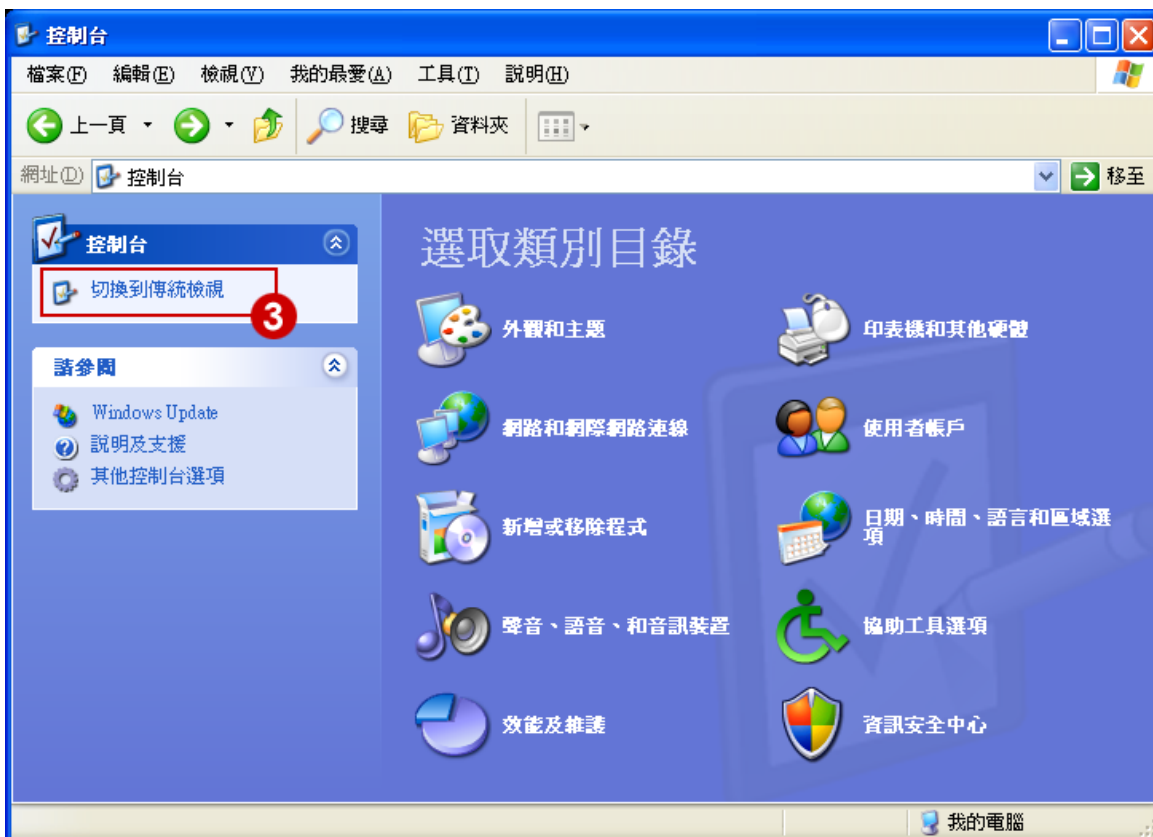 控制台
檔案(F) 編輯(E) 檢視(V) 我的最愛(A) 工具(T) 說明(H)
上一頁 搜尋 資料夾
網址(D) 控制台 移至
控制台
切換到傳統檢視
3
請參閱
Windows Update
說明及支援
其他控制台選項
選取類別目錄
外觀和主題
印表機和其他硬體
網路和網際網路連線
使用者帳戶
新增或移除程式
日期、時間、語言和區域選
項
聲音、語音、和音訊裝置
協助工具選項
效能及維護
資訊安全中心
我的電腦